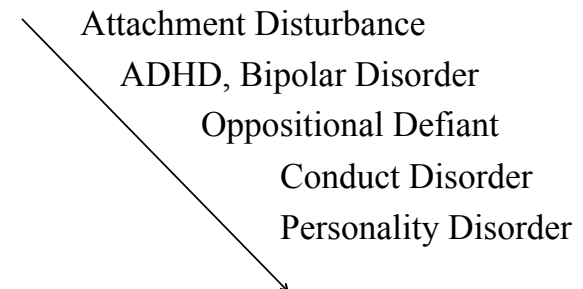 Attachment Disturbance
ADHD, Bipolar Disorder
Oppositional Defiant
Conduct Disorder
Personality Disorder